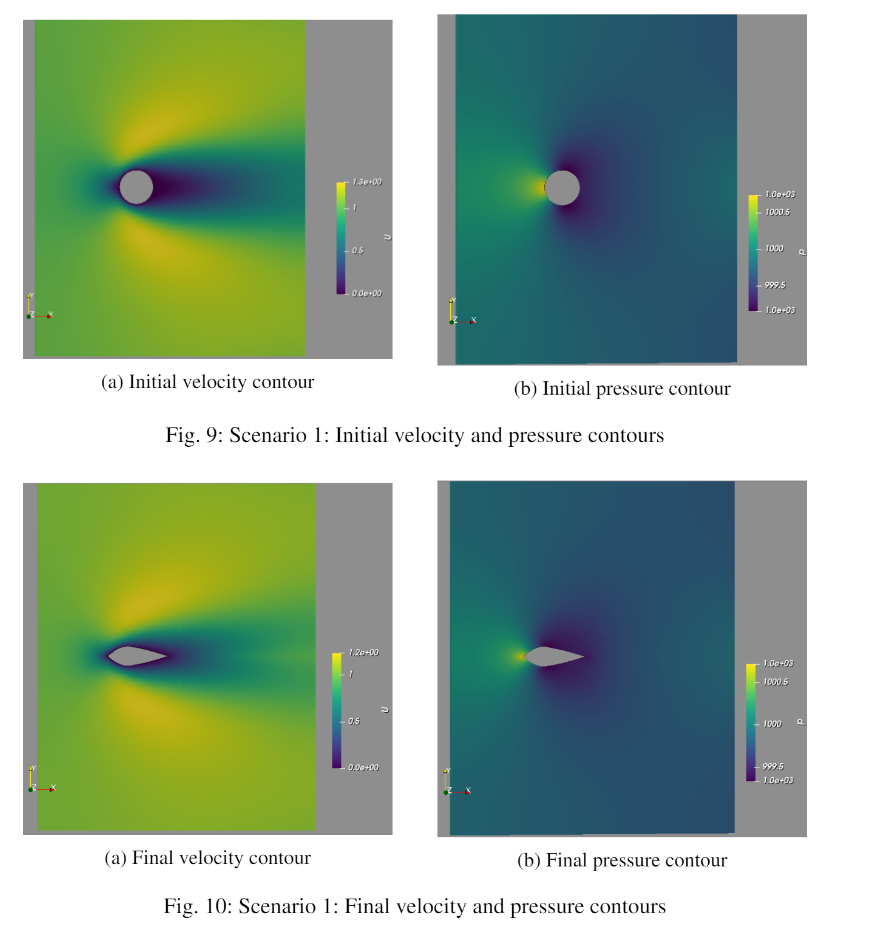 1.3e+00
1
0.5
U
0.0e+00
Y
Z X
1.0e+03
1000.5
1000
p
999.5
1.0e+03
Y
Z X
(a) Initial velocity contour
(b) Initial pressure contour
Fig. 9: Scenario 1: Initial velocity and pressure contours
1.2e+00
1
0.5
U
0.0e+00
Y
Z X
1.0e+03
1000.5
1000
p
999.5
1.0e+03
Y
Z X
(a) Final velocity contour
(b) Final pressure contour
Fig. 10: Scenario 1: Final velocity and pressure contours